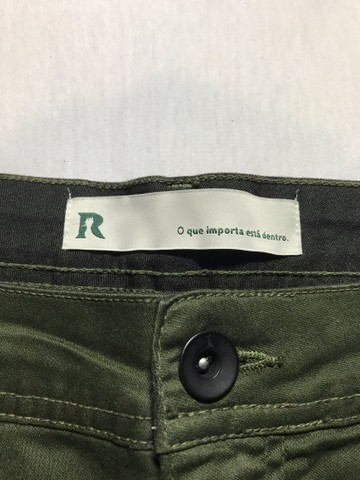 R
O que importa está dentro.